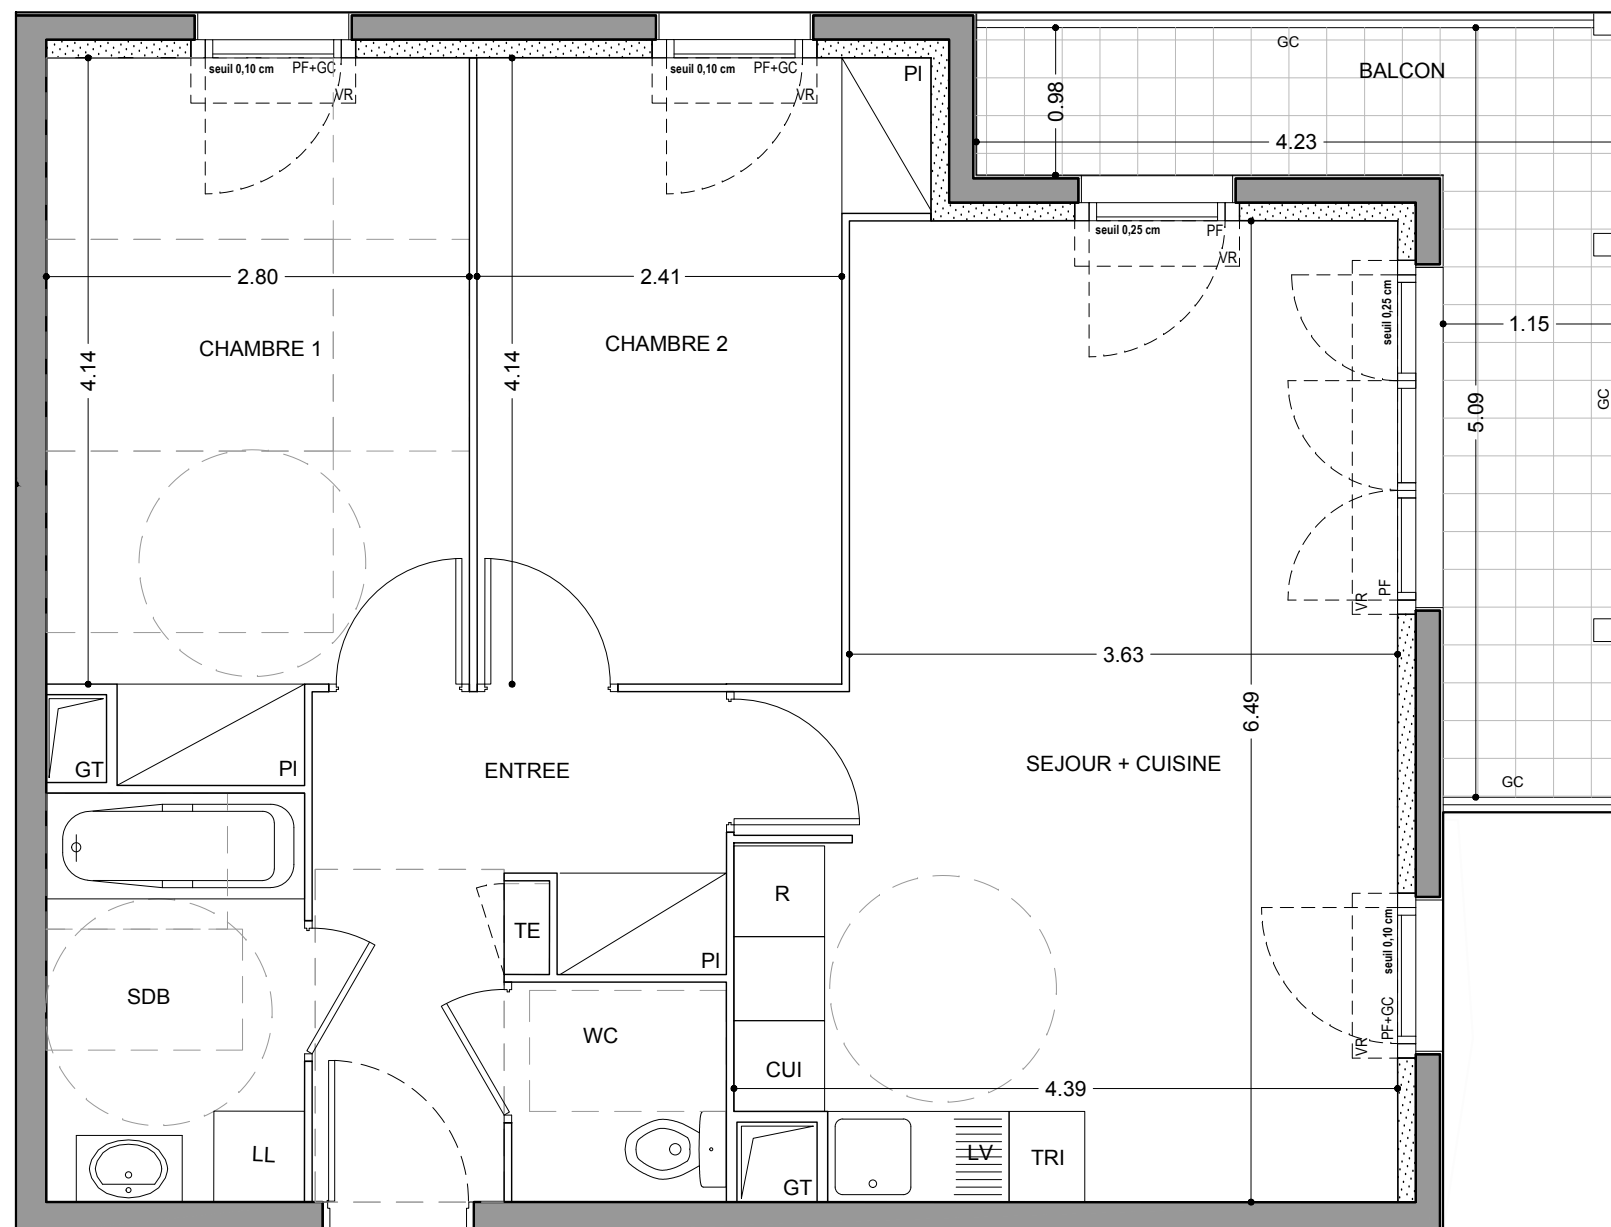 GC
BALCON
seuil 0,10 cm
PF+GC
VR
seuil 0,10 cm
PF+GC
VR
PI
0.98
4.23
seuil 0,25 cm
PF
VR
2.80
2.41
seuil 0,25 cm
1.15
CHAMBRE 1
CHAMBRE 2
4.14
4.14
5.09
GC
VR
PF
3.63
6.49
GT
PI
ENTREE
SEJOUR + CUISINE
GC
R
TE
PI
seuil 0,10 cm
SDB
WC
PF+GC
VR
CUI
4.39
LL
LV
TRI
GT